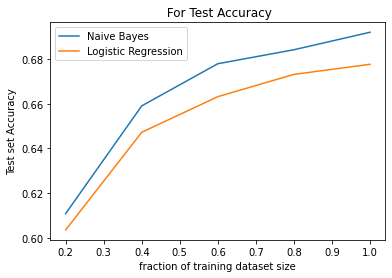 For Test Accuracy
Naive Bayes
Logistic Regression
Test set Accuracy
0.68
0.66
0.64
0.62
0.60
0.2 0.3 0.4 0.5 0.6 0.7 0.8 0.9 1.0
fraction of training dataset size